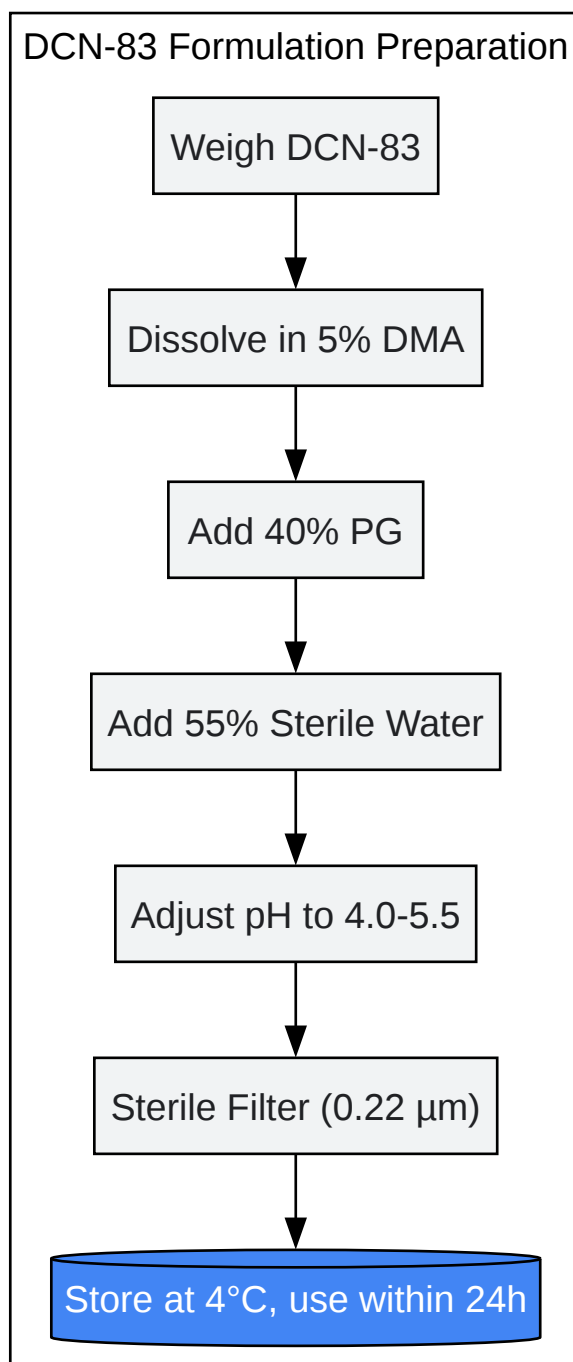 DCN-83 Formulation Preparation
Weigh DCN-83
Dissolve in 5% DMA
Add 40% PG
Add 55% Sterile Water
Adjust pH to 4.0-5.5
Sterile Filter (0.22 µm)
Store at 4°C, use within 24h